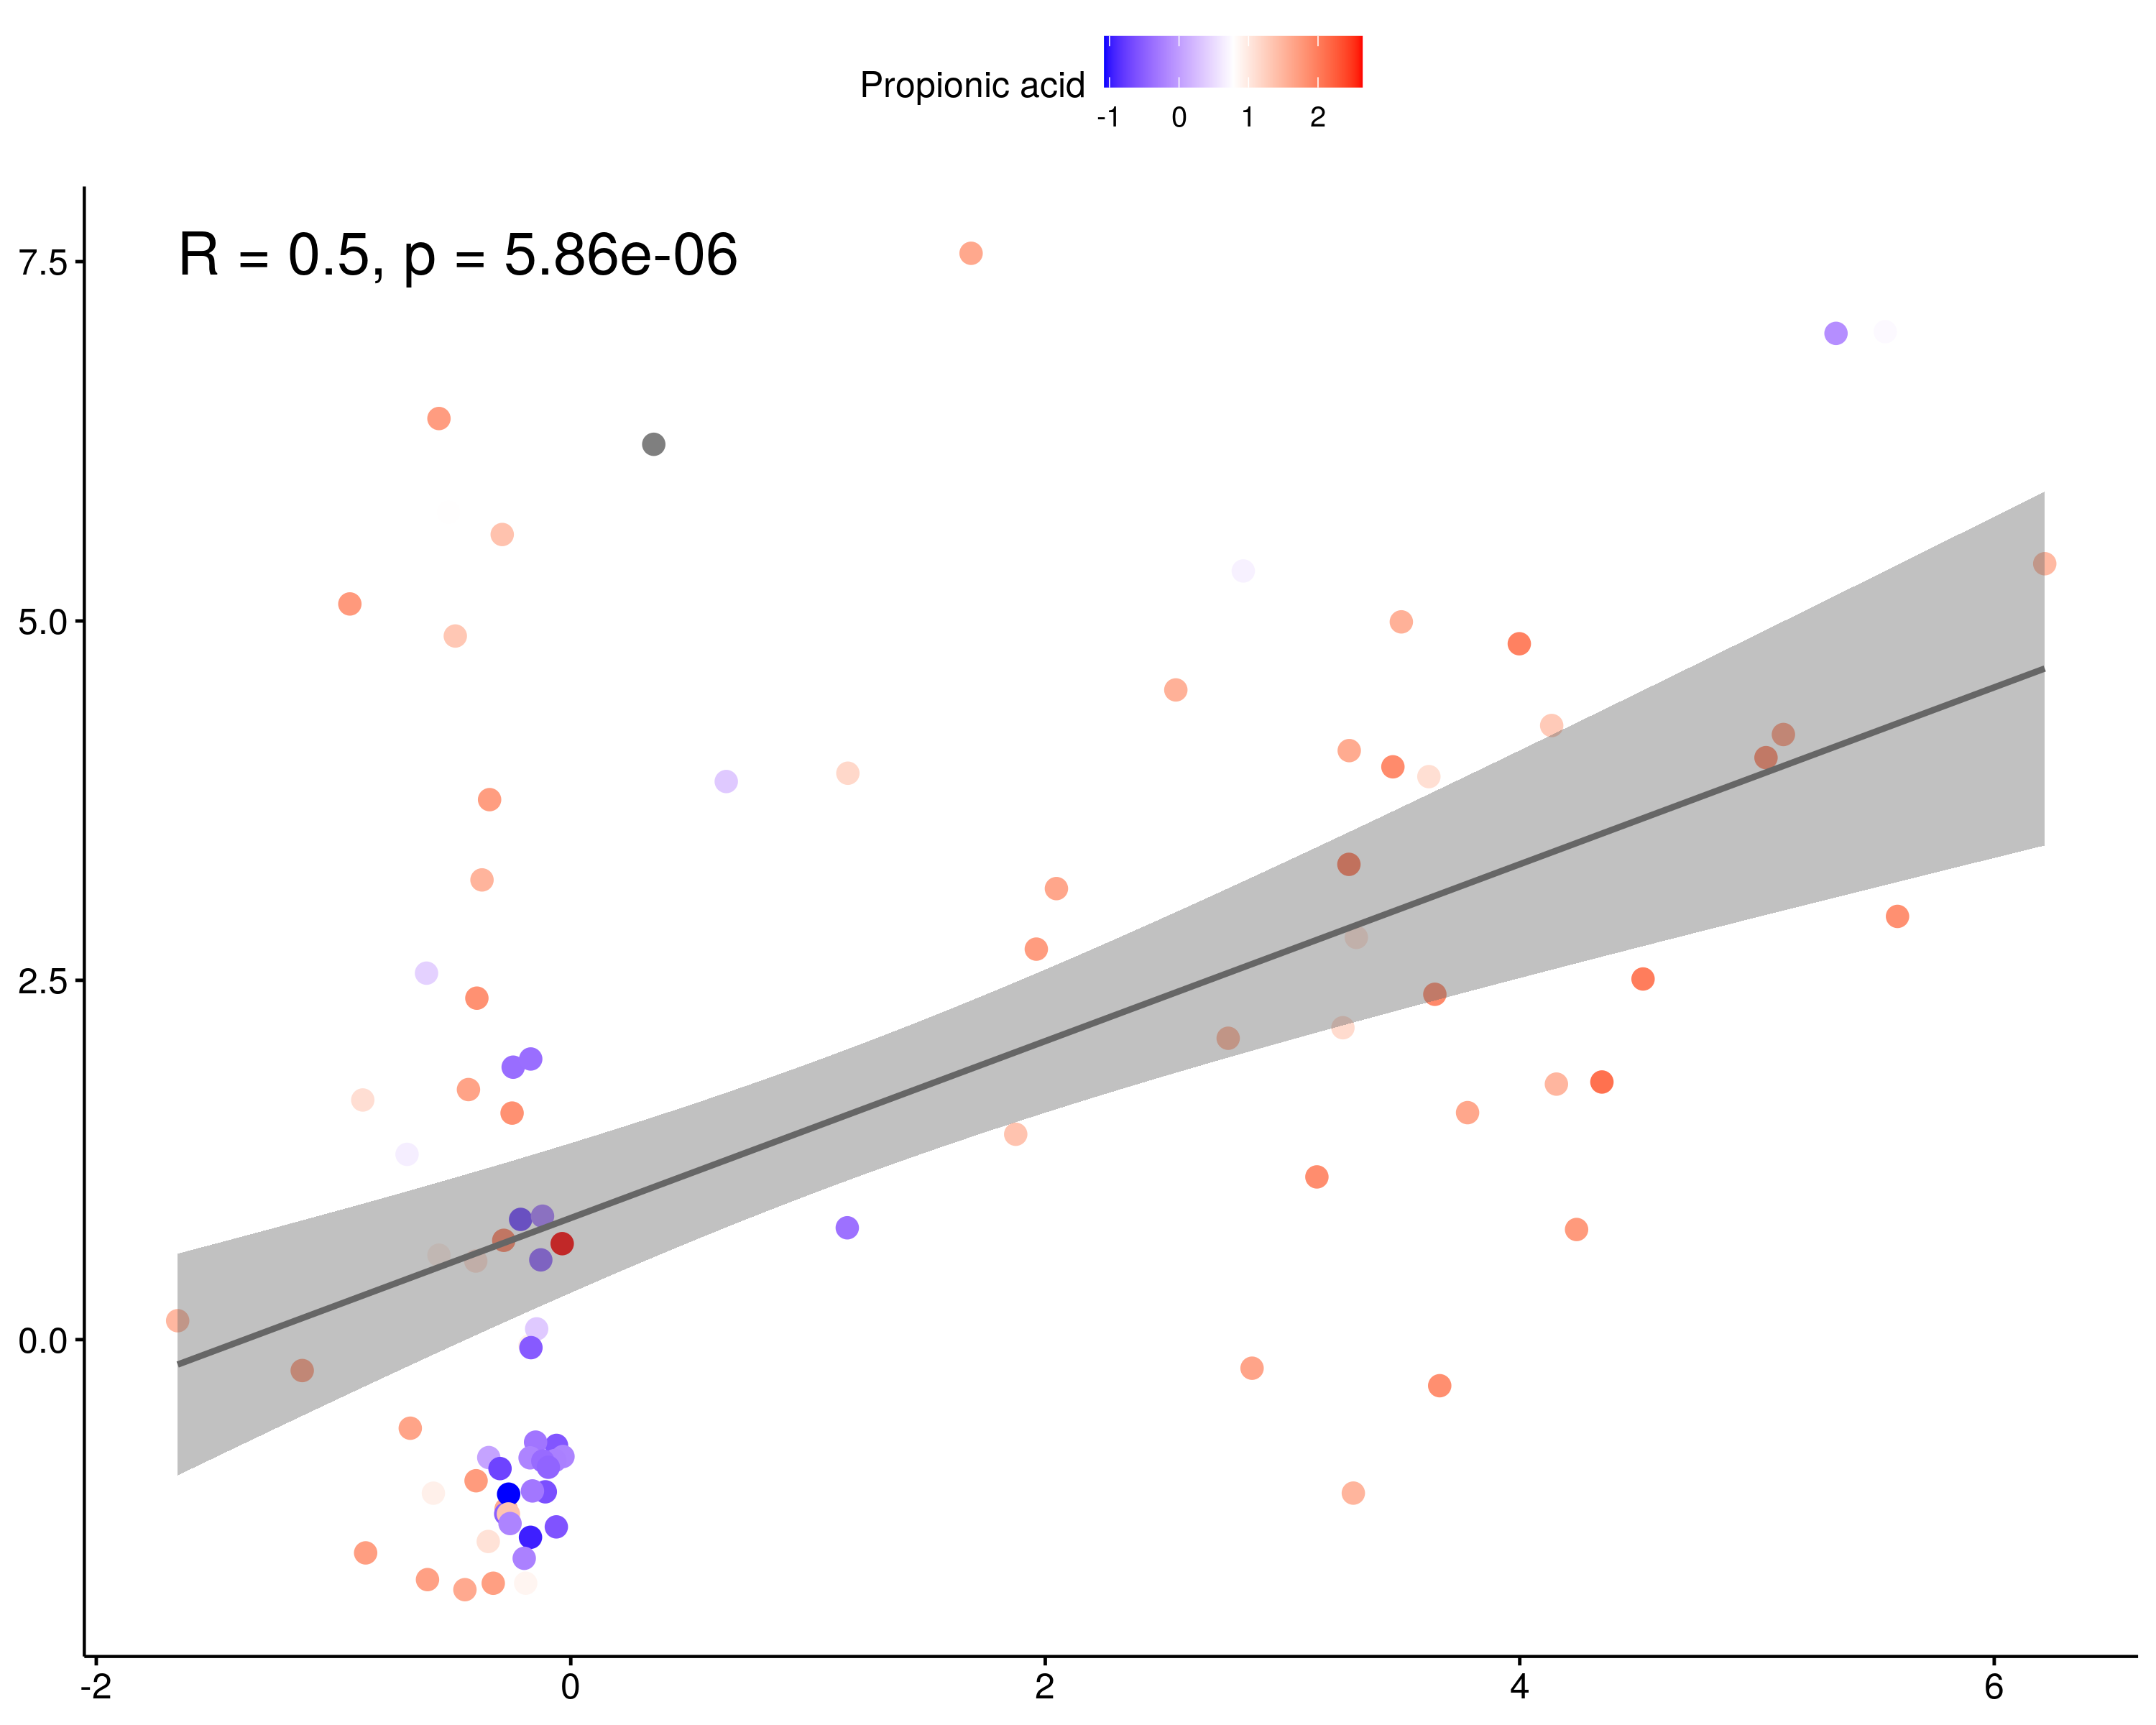 Propionic acid
-1 0 1 2
R = 0.5, p = 5.86e-06
7.5
5.0
2.5
0.0
-2 0 2 4 6